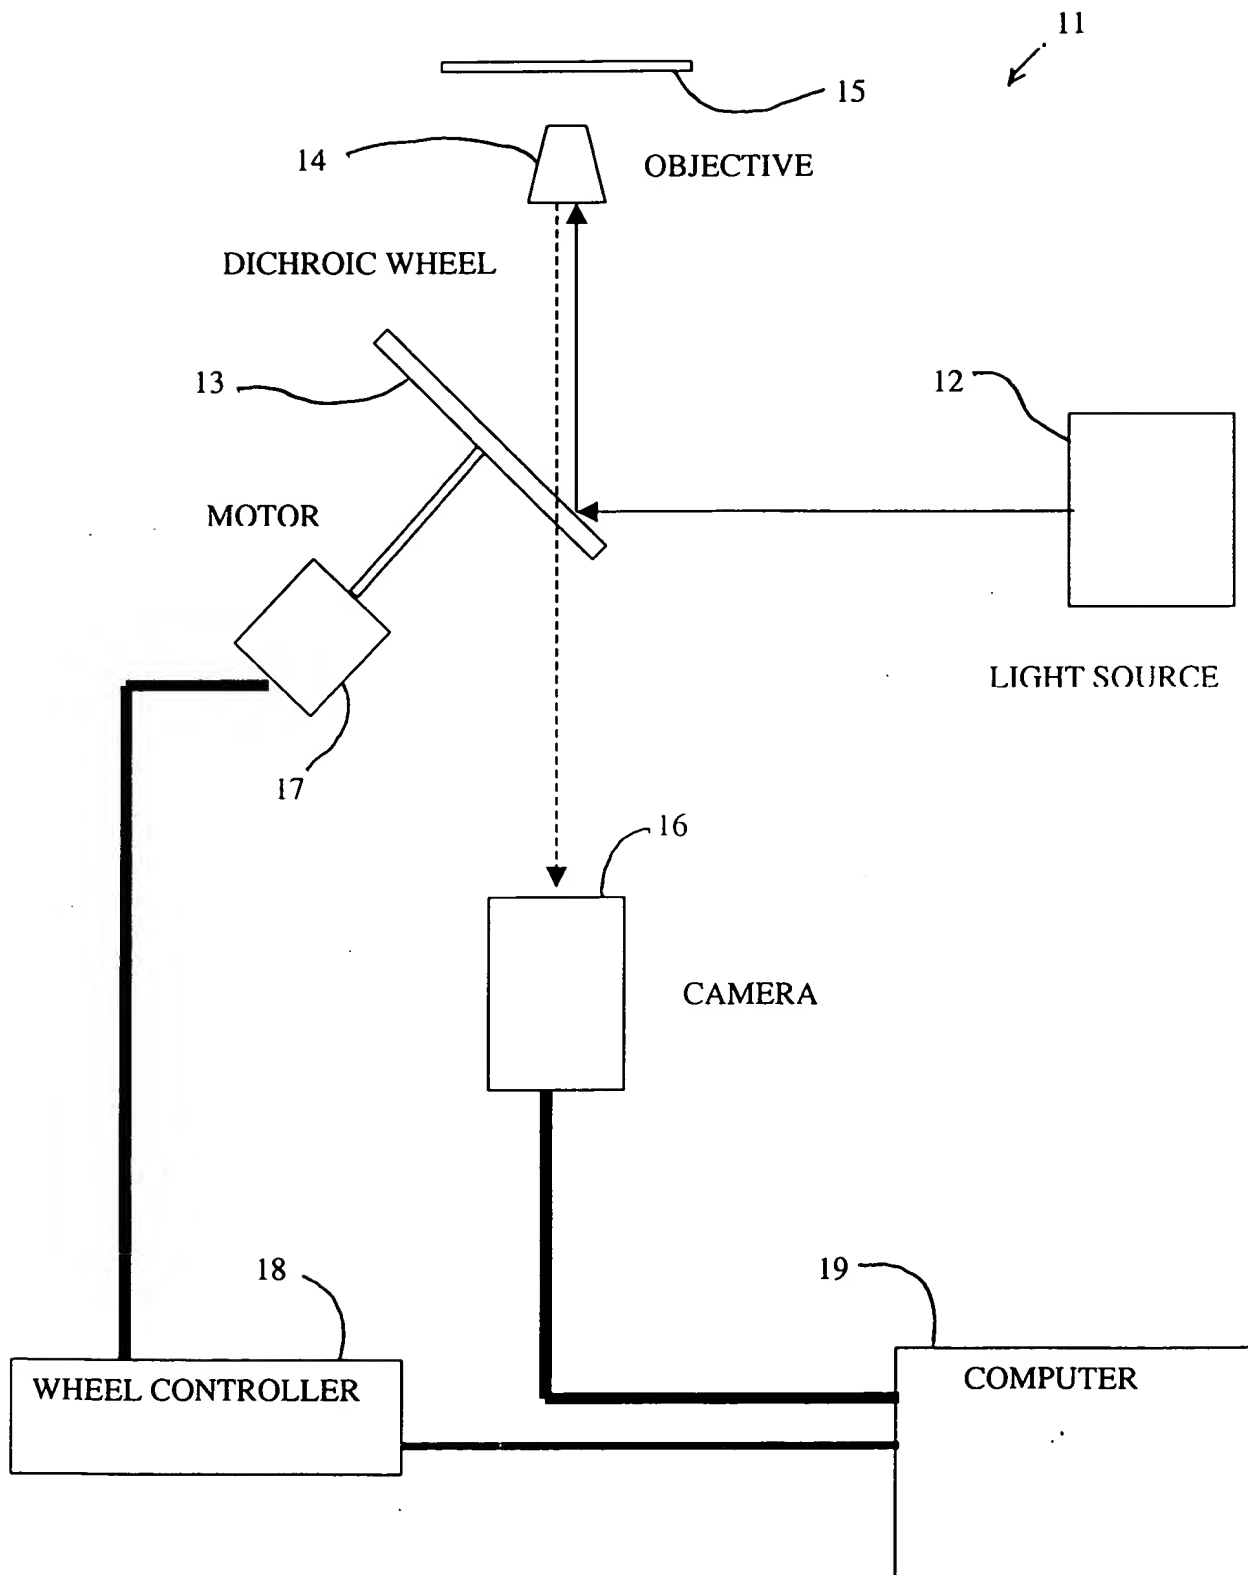 11
15
14
OBJECTIVE
DICHROIC WHEEL
13
12
MOTOR
LIGHT SOURCE
17
16
CAMERA
18
19
WHEEL CONTROLLER
COMPUTER